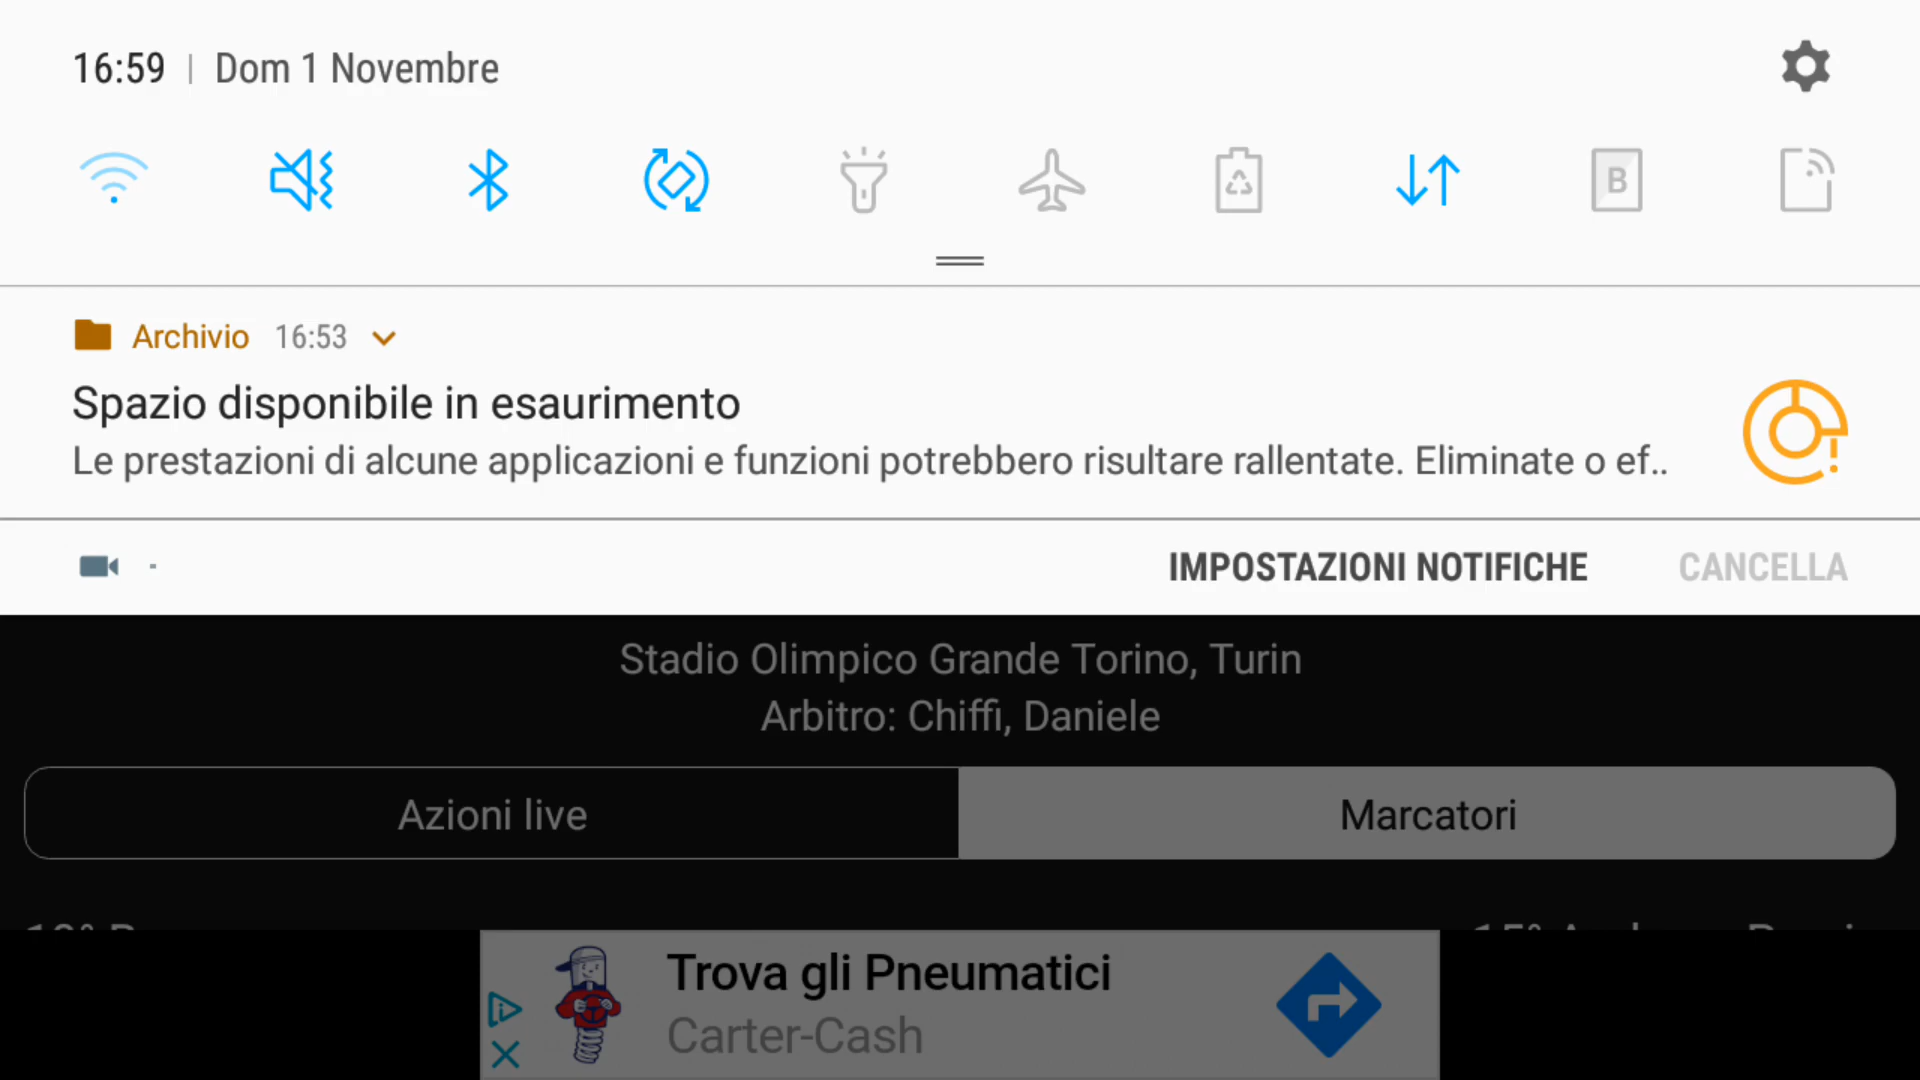 16:59 | Dom 1 Novembre
B
Archivio 16:53
Spazio disponibile in esaurimento
Le prestazioni di alcune applicazioni e funzioni potrebbero risultare rallentate. Eliminate o ef..
- IMPOSTAZIONI NOTIFICHE CANCELLA
Stadio Olimpico Grande Torino, Turin
Arbitro: Chiffi, Daniele
Azioni live Marcatori
Trova gli Pneumatici
Carter-Cash